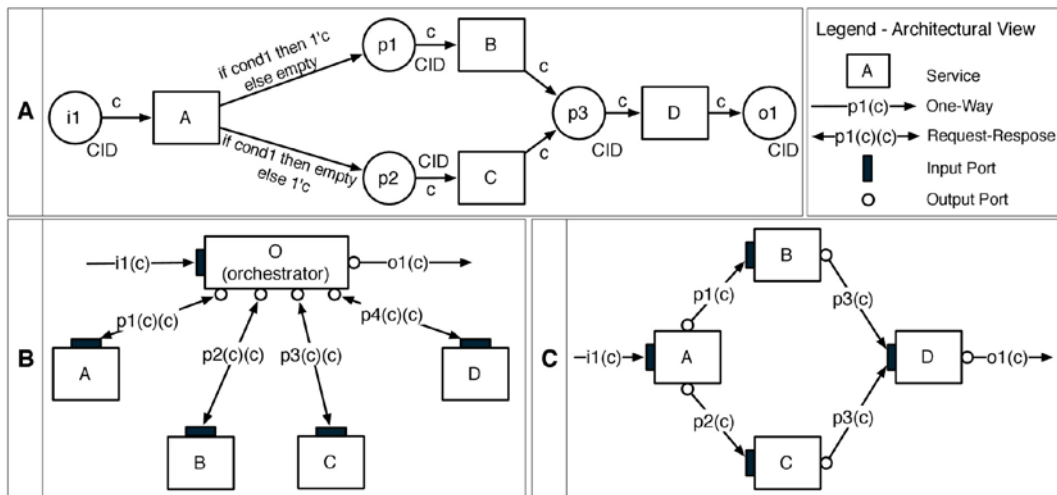 A
i1
c
A
CID
if cond1 then 1'c
else empty
if cond1 then empty
else 1'c
p1
CID
c
B
c
p2
CID
c
C
c
p3
CID
c
D
c
o1
CID
Legend - Architectural View
A
Service
p1(c)
One-Way
p1(c)(c)
Request-Respose
Input Port
Output Port
B
i1(c)
O
(orchestrator)
o1(c)
p1(c)(c)
p2(c)(c)
p3(c)(c)
p4(c)(c)
A
B
C
D
C
i1(c)
A
p1(c)
B
p3(c)
p2(c)
C
p3(c)
D
o1(c)